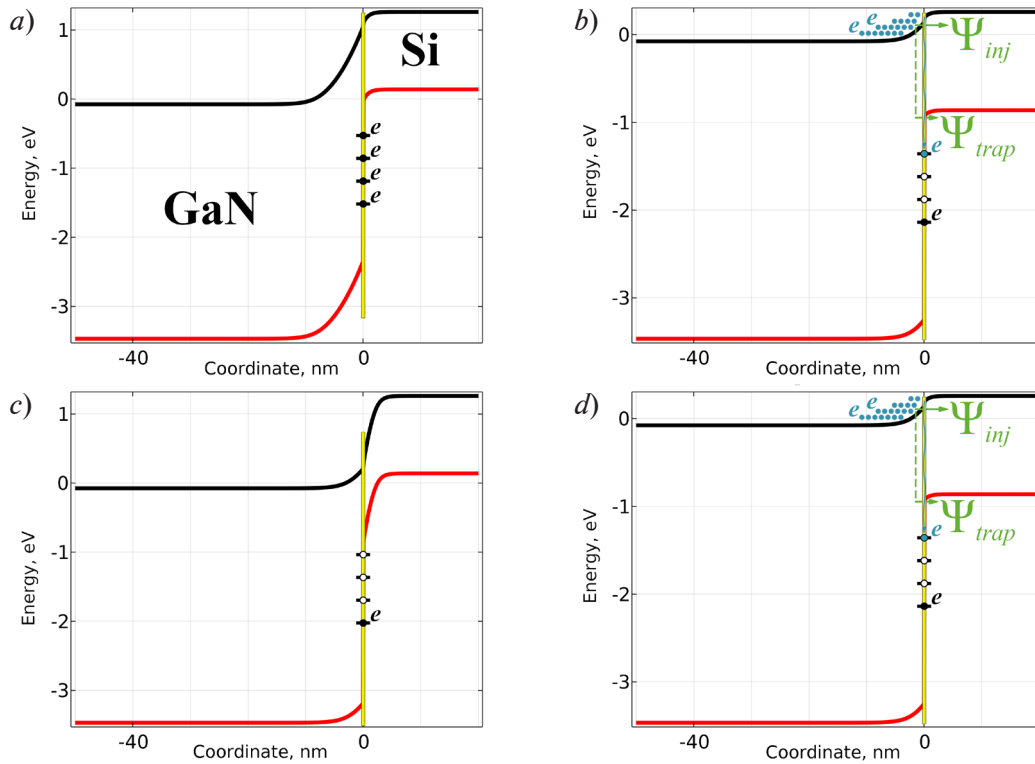 a)
1
0
-1
-2
-3
Energy, eV
GaN
Si
e
e
e
e
-40
0
Coordinate, nm
b)
0
-1
-2
-3
Energy, eV
e
e
Ψinj
Ψtrap
e
e
-40
0
Coordinate, nm
c)
1
0
-1
-2
-3
Energy, eV
e
-40
0
Coordinate, nm
d)
0
-1
-2
-3
Energy, eV
e
e
Ψinj
Ψtrap
e
e
-40
0
Coordinate, nm